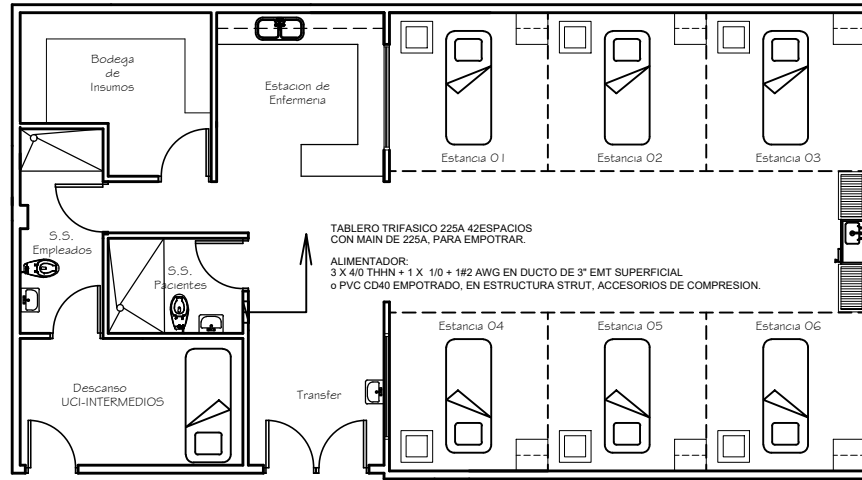 Bodega
de
Insumos
Estacion de
Enfermeria
Estancia 01
Estancia 02
Estancia 03
S.S.
Empleados
S.S.
Pacientes
TABLERO TRIFASICO 225A 42ESPACIOS
CON MAIN DE 225A, PARA EMPOTRAR.
ALIMENTADOR:
3 X 4/0 THHN + 1 X 1/0 + 1#2 AWG EN DUCTO DE 3" EMT SUPERFICIAL
o PVC CD40 EMPOTRADO, EN ESTRUCTURA STRUT, ACCESORIOS DE COMPRESION.
Estancia 04
Estancia 05
Estancia 06
Descanso
UCI-INTERMEDIOS
Transfer